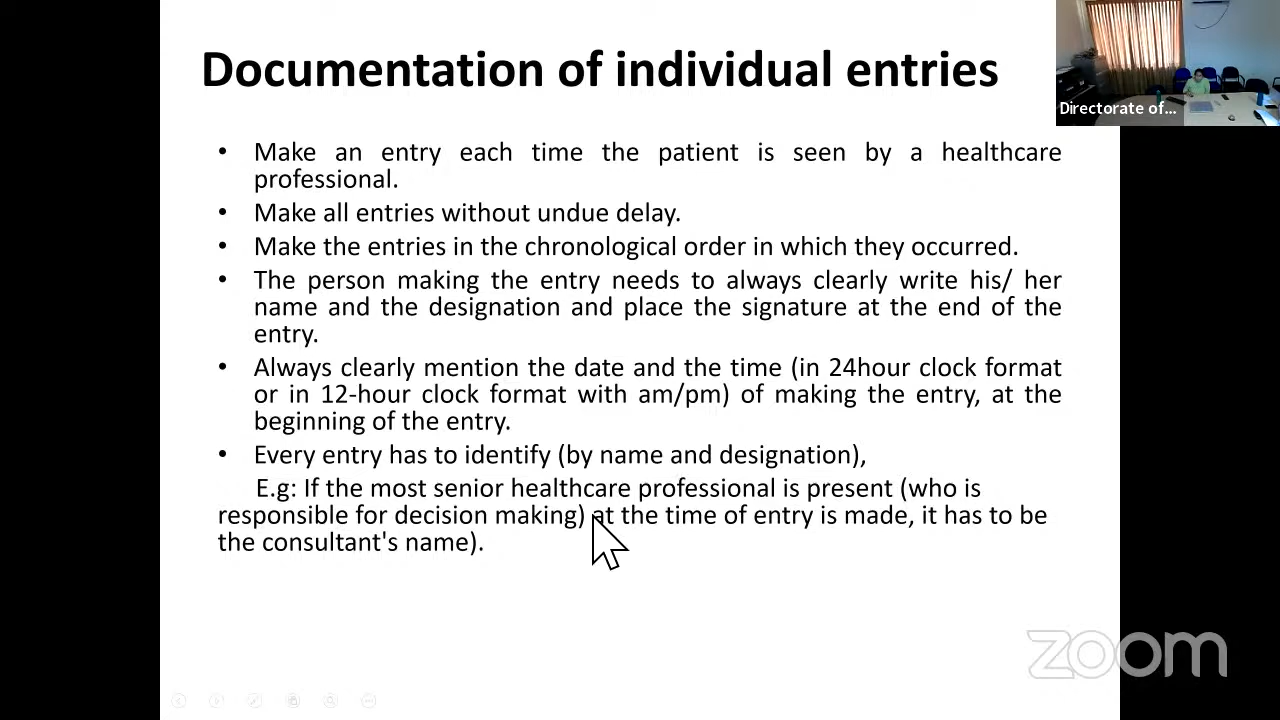 Documentation of individual entries
Directorate of...
• Make an entry each time the patient is seen by a healthcare
professional.
• Make all entries without undue delay.
• Make the entries in the chronological order in which they occurred.
• The person making the entry needs to always clearly write his/ her
name and the designation and place the signature at the end of the
entry.
• Always clearly mention the date and the time (in 24hour clock format
or in 12-hour clock format with am/pm) of making the entry, at the
beginning of the entry.
• Every entry has to identify (by name and designation),
E.g: If the most senior healthcare professional is present (who is
responsible for decision making) at the time of entry is made, it has to be
the consultant's name).
zoom